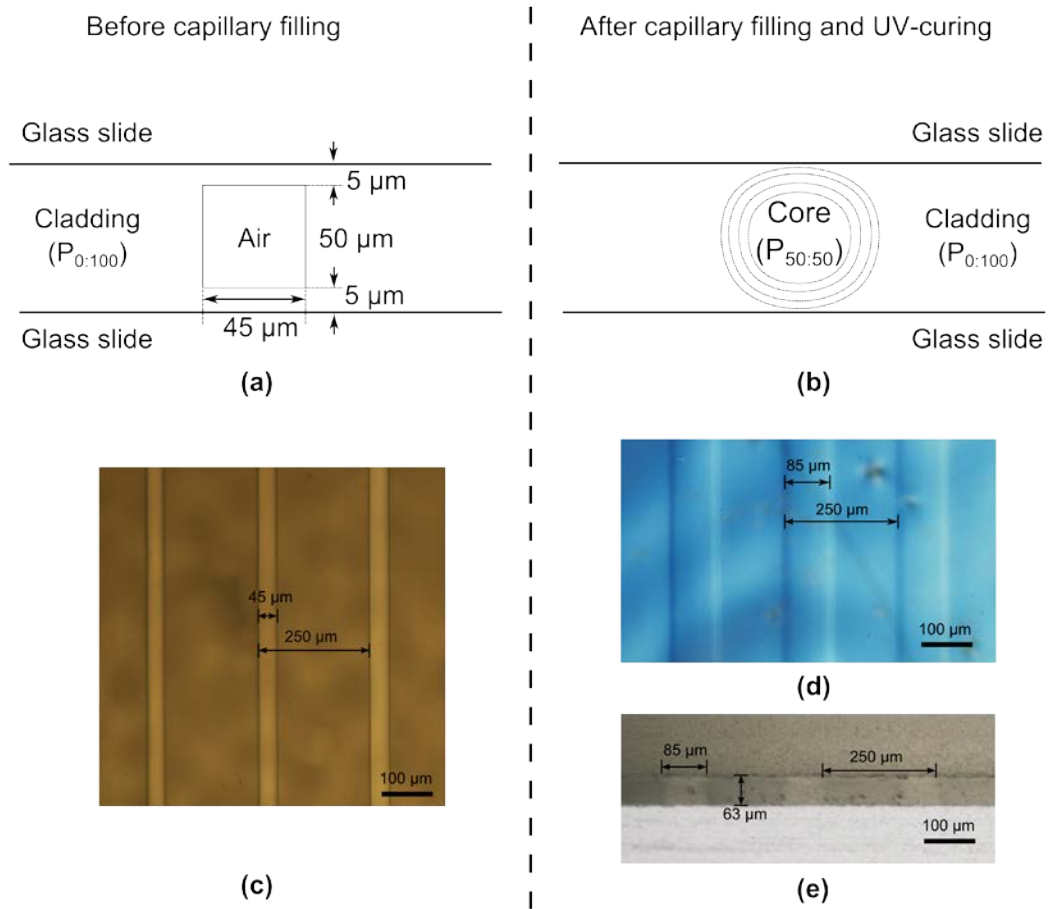 Before capillary filling
After capillary filling and UV-curing
Glass slide
5 µm
Cladding
(P0:100)
Air
50 µm
5 µm
45 µm
Glass slide
(a)
Glass slide
Core
(P50:50)
Cladding
(P0:100)
Glass slide
(b)
45 µm
250 µm
100 µm
(c)
85 µm
250 µm
100 µm
(d)
85 µm
250 µm
63 µm
100 µm
(e)